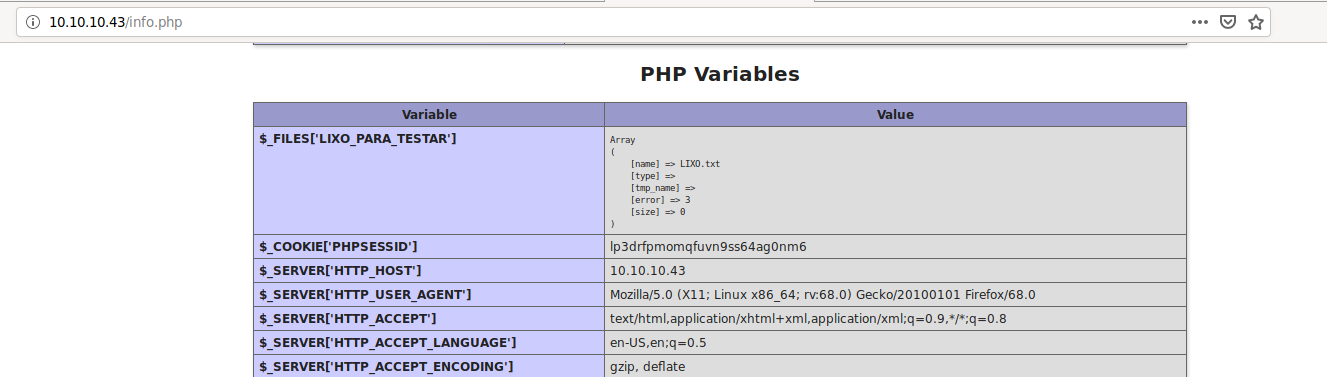 10.10.10.43/info.php
PHP Variables
Variable Value
$_FILES['LIXO_PARA_TESTAR'] Array
(
[name] => LIXO.txt
[type] =>
[tmp_name] =>
[error] => 3
[size] => 0
)
$_COOKIE['PHPSESSID'] lp3drfpmomqfuvn9ss64ag0nm6
$_SERVER['HTTP_HOST'] 10.10.10.43
$_SERVER['HTTP_USER_AGENT'] Mozilla/5.0 (X11; Linux x86_64; rv:68.0) Gecko/20100101 Firefox/68.0
$_SERVER['HTTP_ACCEPT'] text/html,application/xhtml+xml,application/xml;q=0.9,*/*;q=0.8
$_SERVER['HTTP_ACCEPT_LANGUAGE'] en-US,en;q=0.5
$_SERVER['HTTP_ACCEPT_ENCODING'] gzip, deflate